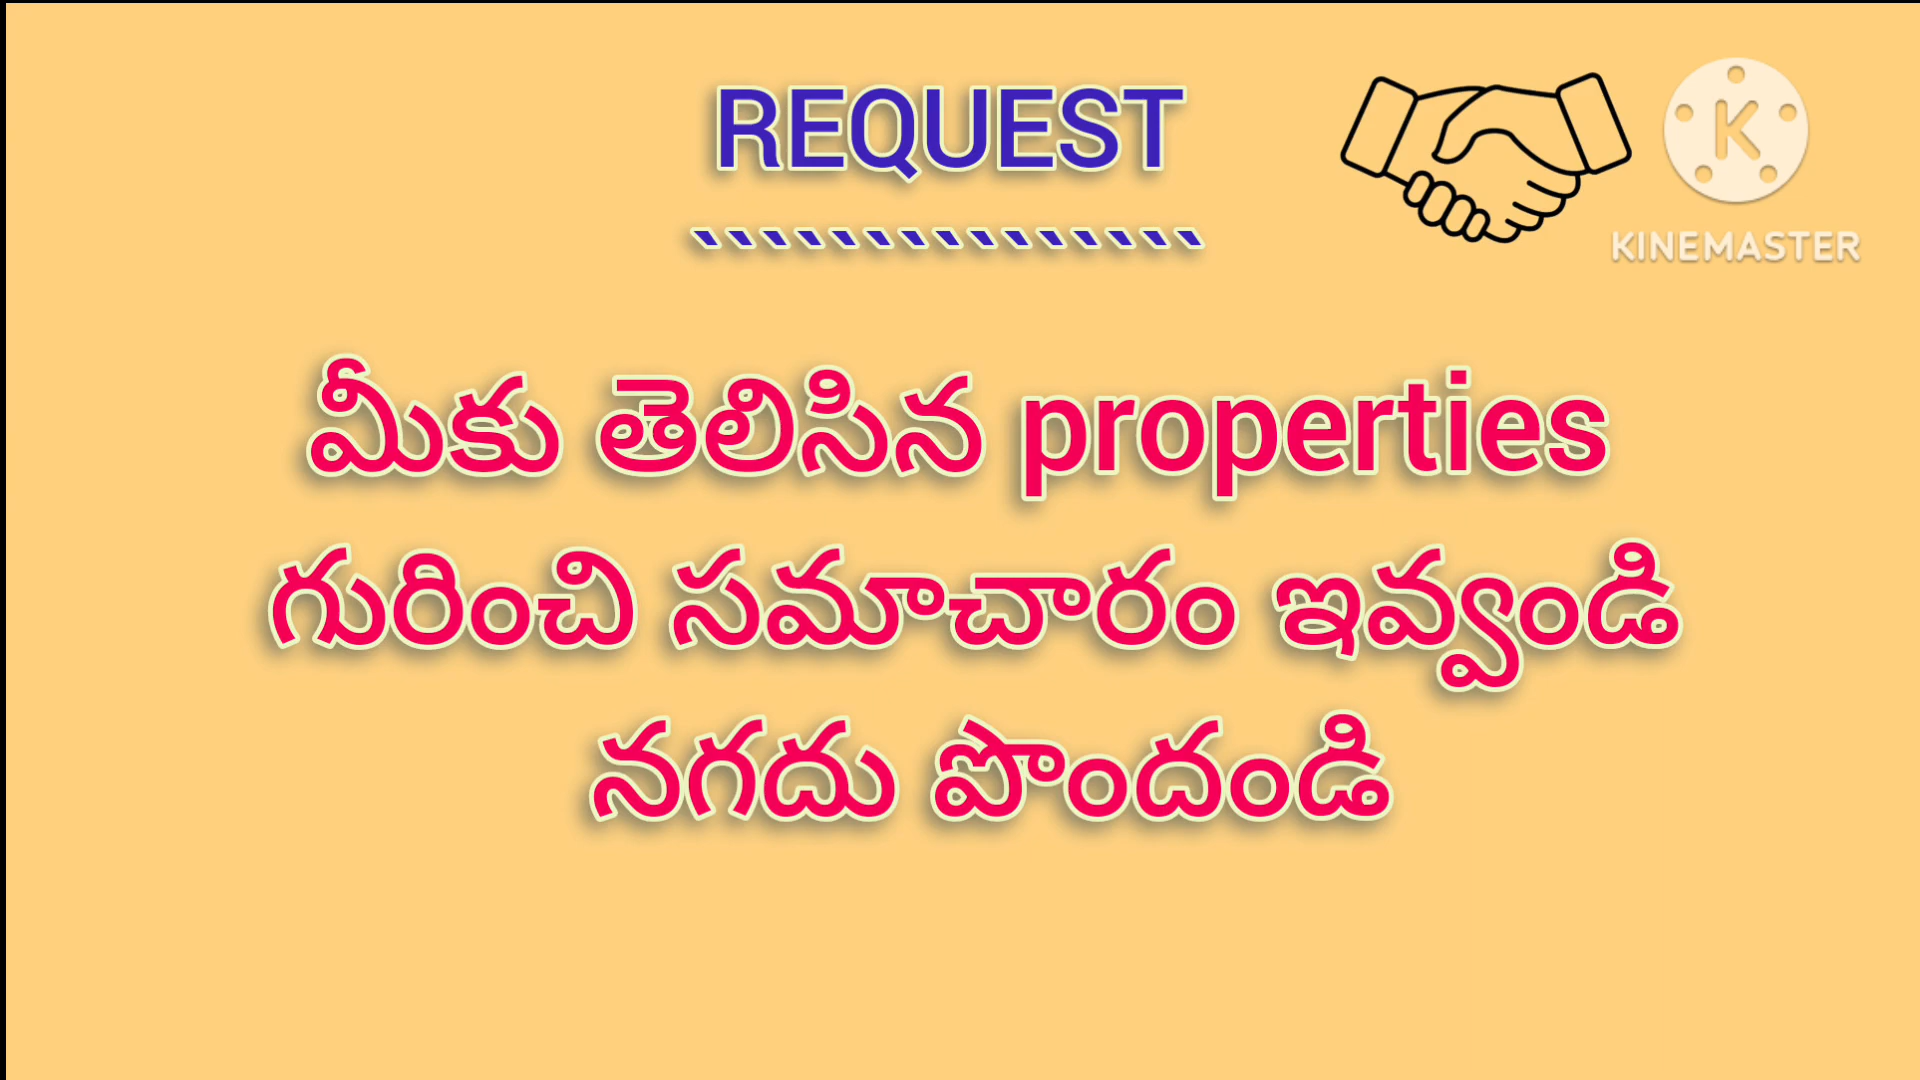 REQUEST
``````````````̀
K
KINEMASTER
మీకు తెలిసిన properties
గురించి సమాచారం ఇవ్వండి
నగదు పొందండి